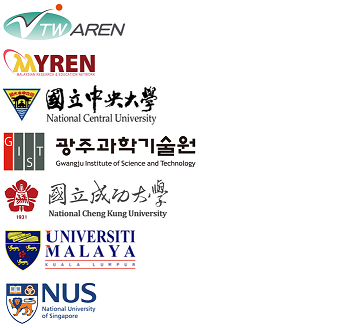 TWAREN
MYREN
MALAYSIAN RESEARCH & EDUCATION NETWORK
國立中央大學
National Central University
GIST
광주과학기술원
Gwangju Institute of Science and Technology
國立成功大學
1931
National Cheng Kung University
UNIVERSITI
MALAYA
KUALA LUMPUR
NUS
National University
of Singapore